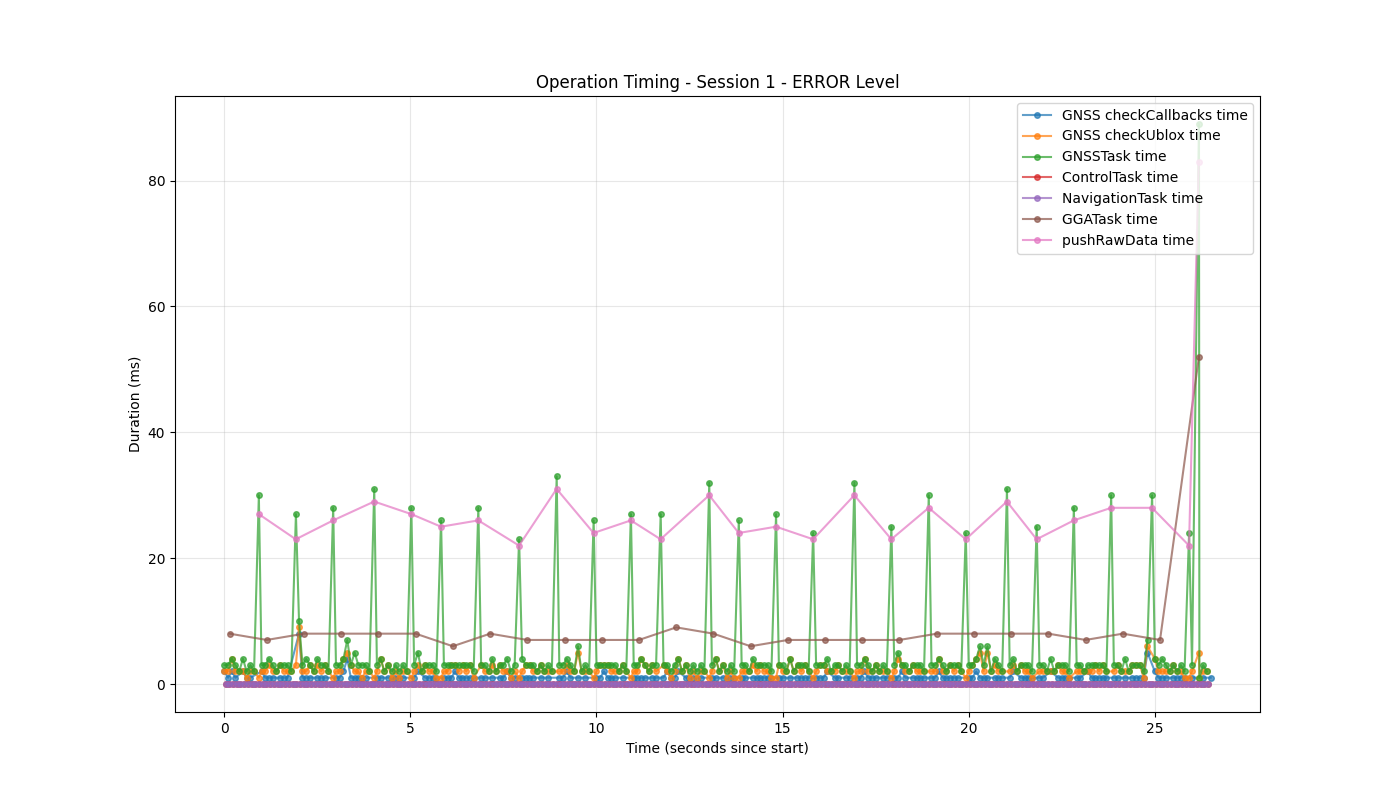 Operation Timing - Session 1 - ERROR Level
GNSS checkCallbacks time
GNSS checkUblox time
GNSSTask time
ControlTask time
NavigationTask time
GGATask time
pushRawData time
Duration (ms)
80
60
40
20
0
0 5 10 15 20 25
Time (seconds since start)